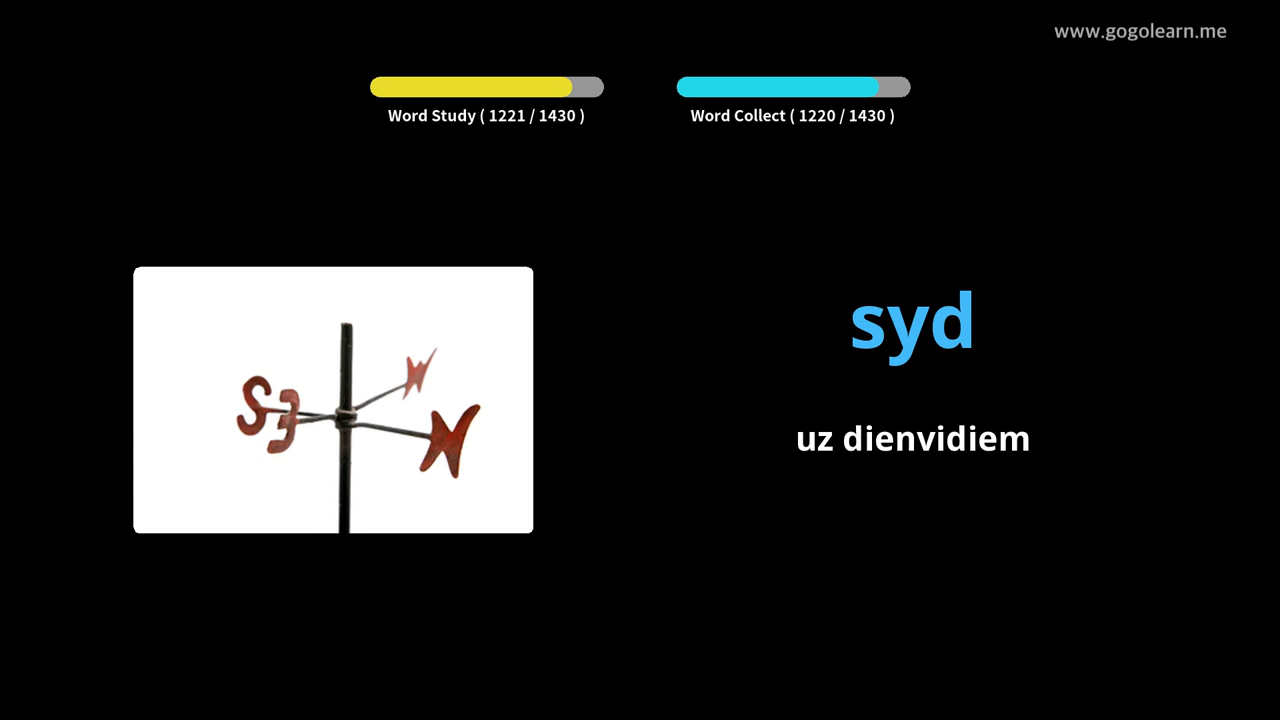 www.gogolearn.me
Word Study ( 1221 / 1430 )
Word Collect ( 1220 / 1430 )
S E N N
syd
uz dienvidiem